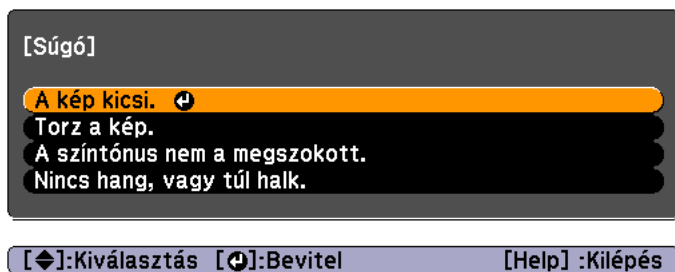 [Súgó]
A kép kicsi.
Torz a kép.
A színtónus nem a megszokott.
Nincs hang, vagy túl halk.
[◆]:Kiválasztás [↵]:Bevitel [Help] :Kilépés